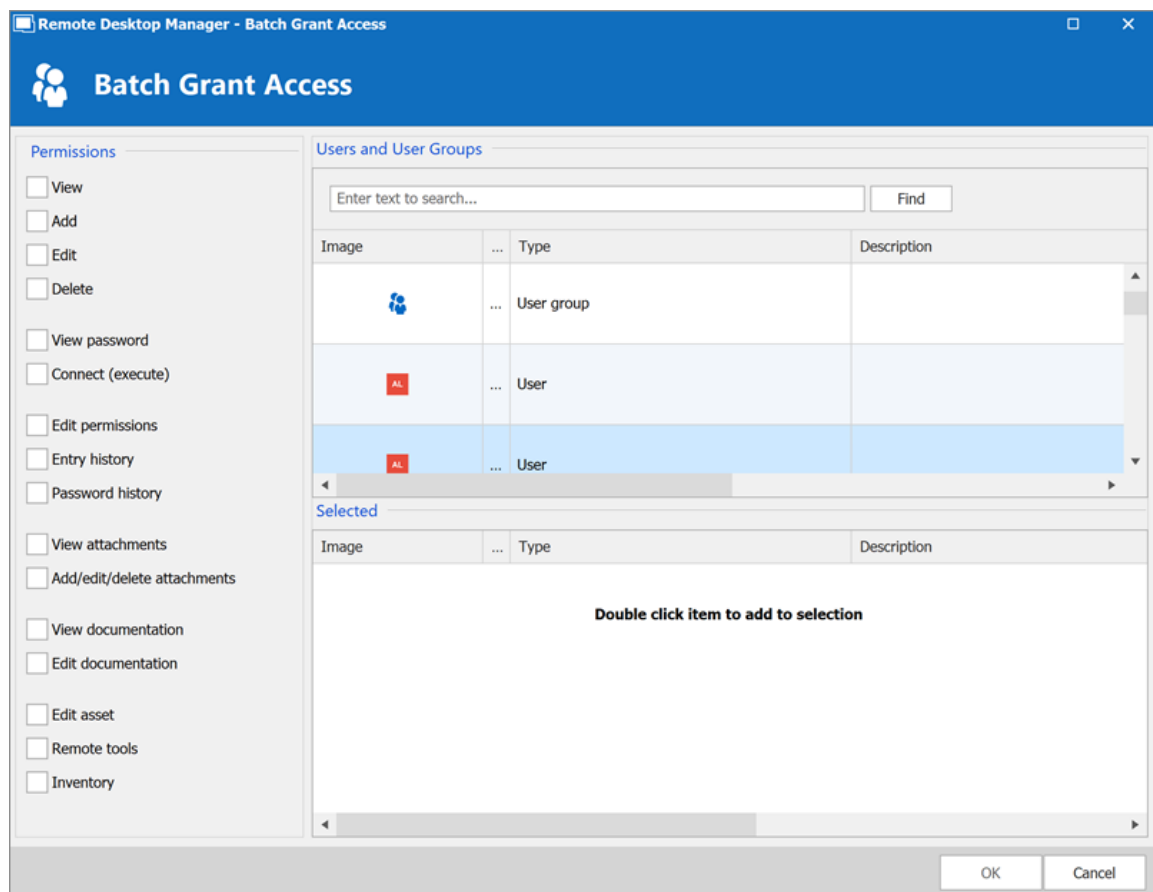 Remote Desktop Manager - Batch Grant Access
Batch Grant Access
Permissions
View
Add
Edit
Delete
View password
Connect (execute)
Edit permissions
Entry history
Password history
View attachments
Add/edit/delete attachments
View documentation
Edit documentation
Edit asset
Remote tools
Inventory
Users and User Groups
Enter text to search... Find
Image ... Type Description
... User group
AL ... User
AL ... User
Selected
Image ... Type Description
Double click item to add to selection
OK Cancel